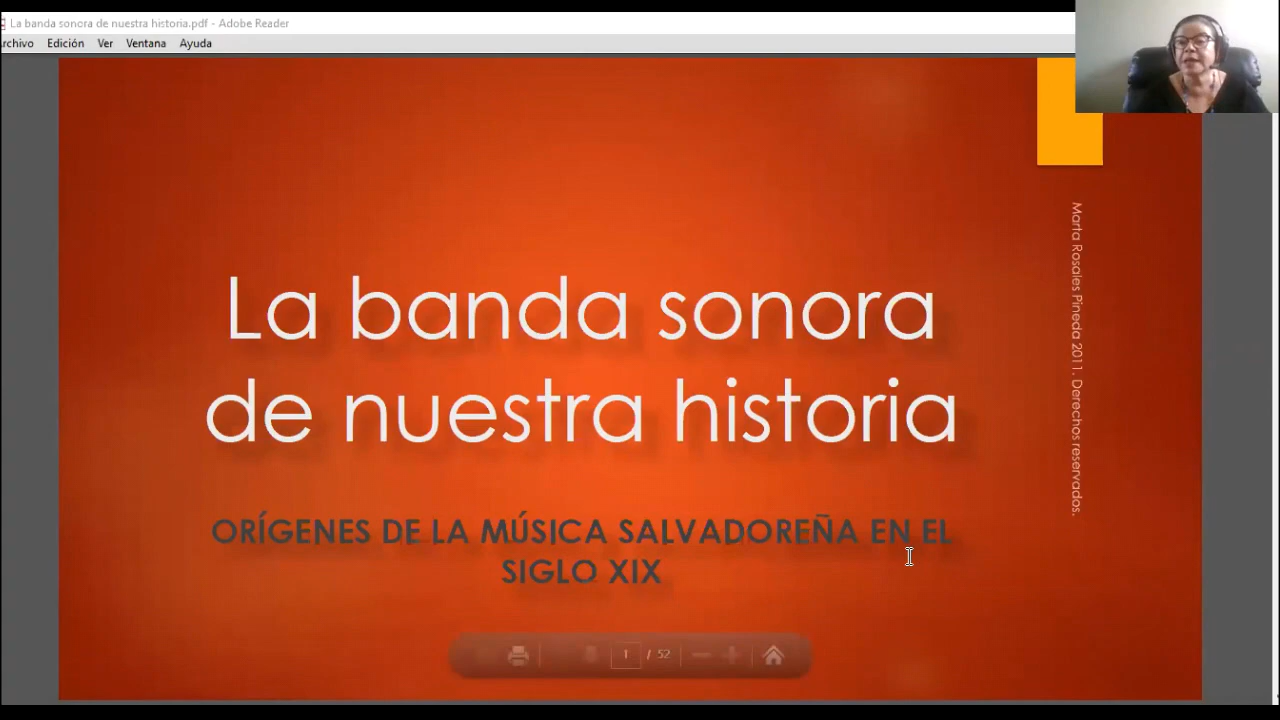 La banda sonora de nuestra historia.pdf - Adobe Reader
rchivo Edición Ver Ventana Ayuda
La banda sonora
de nuestra historia
ORÍGENES DE LA MÚSICA SALVADOREÑA EN EL
SIGLO XIX
Marta Rosales Pineda 2011. Derechos reservados.
1 / 52